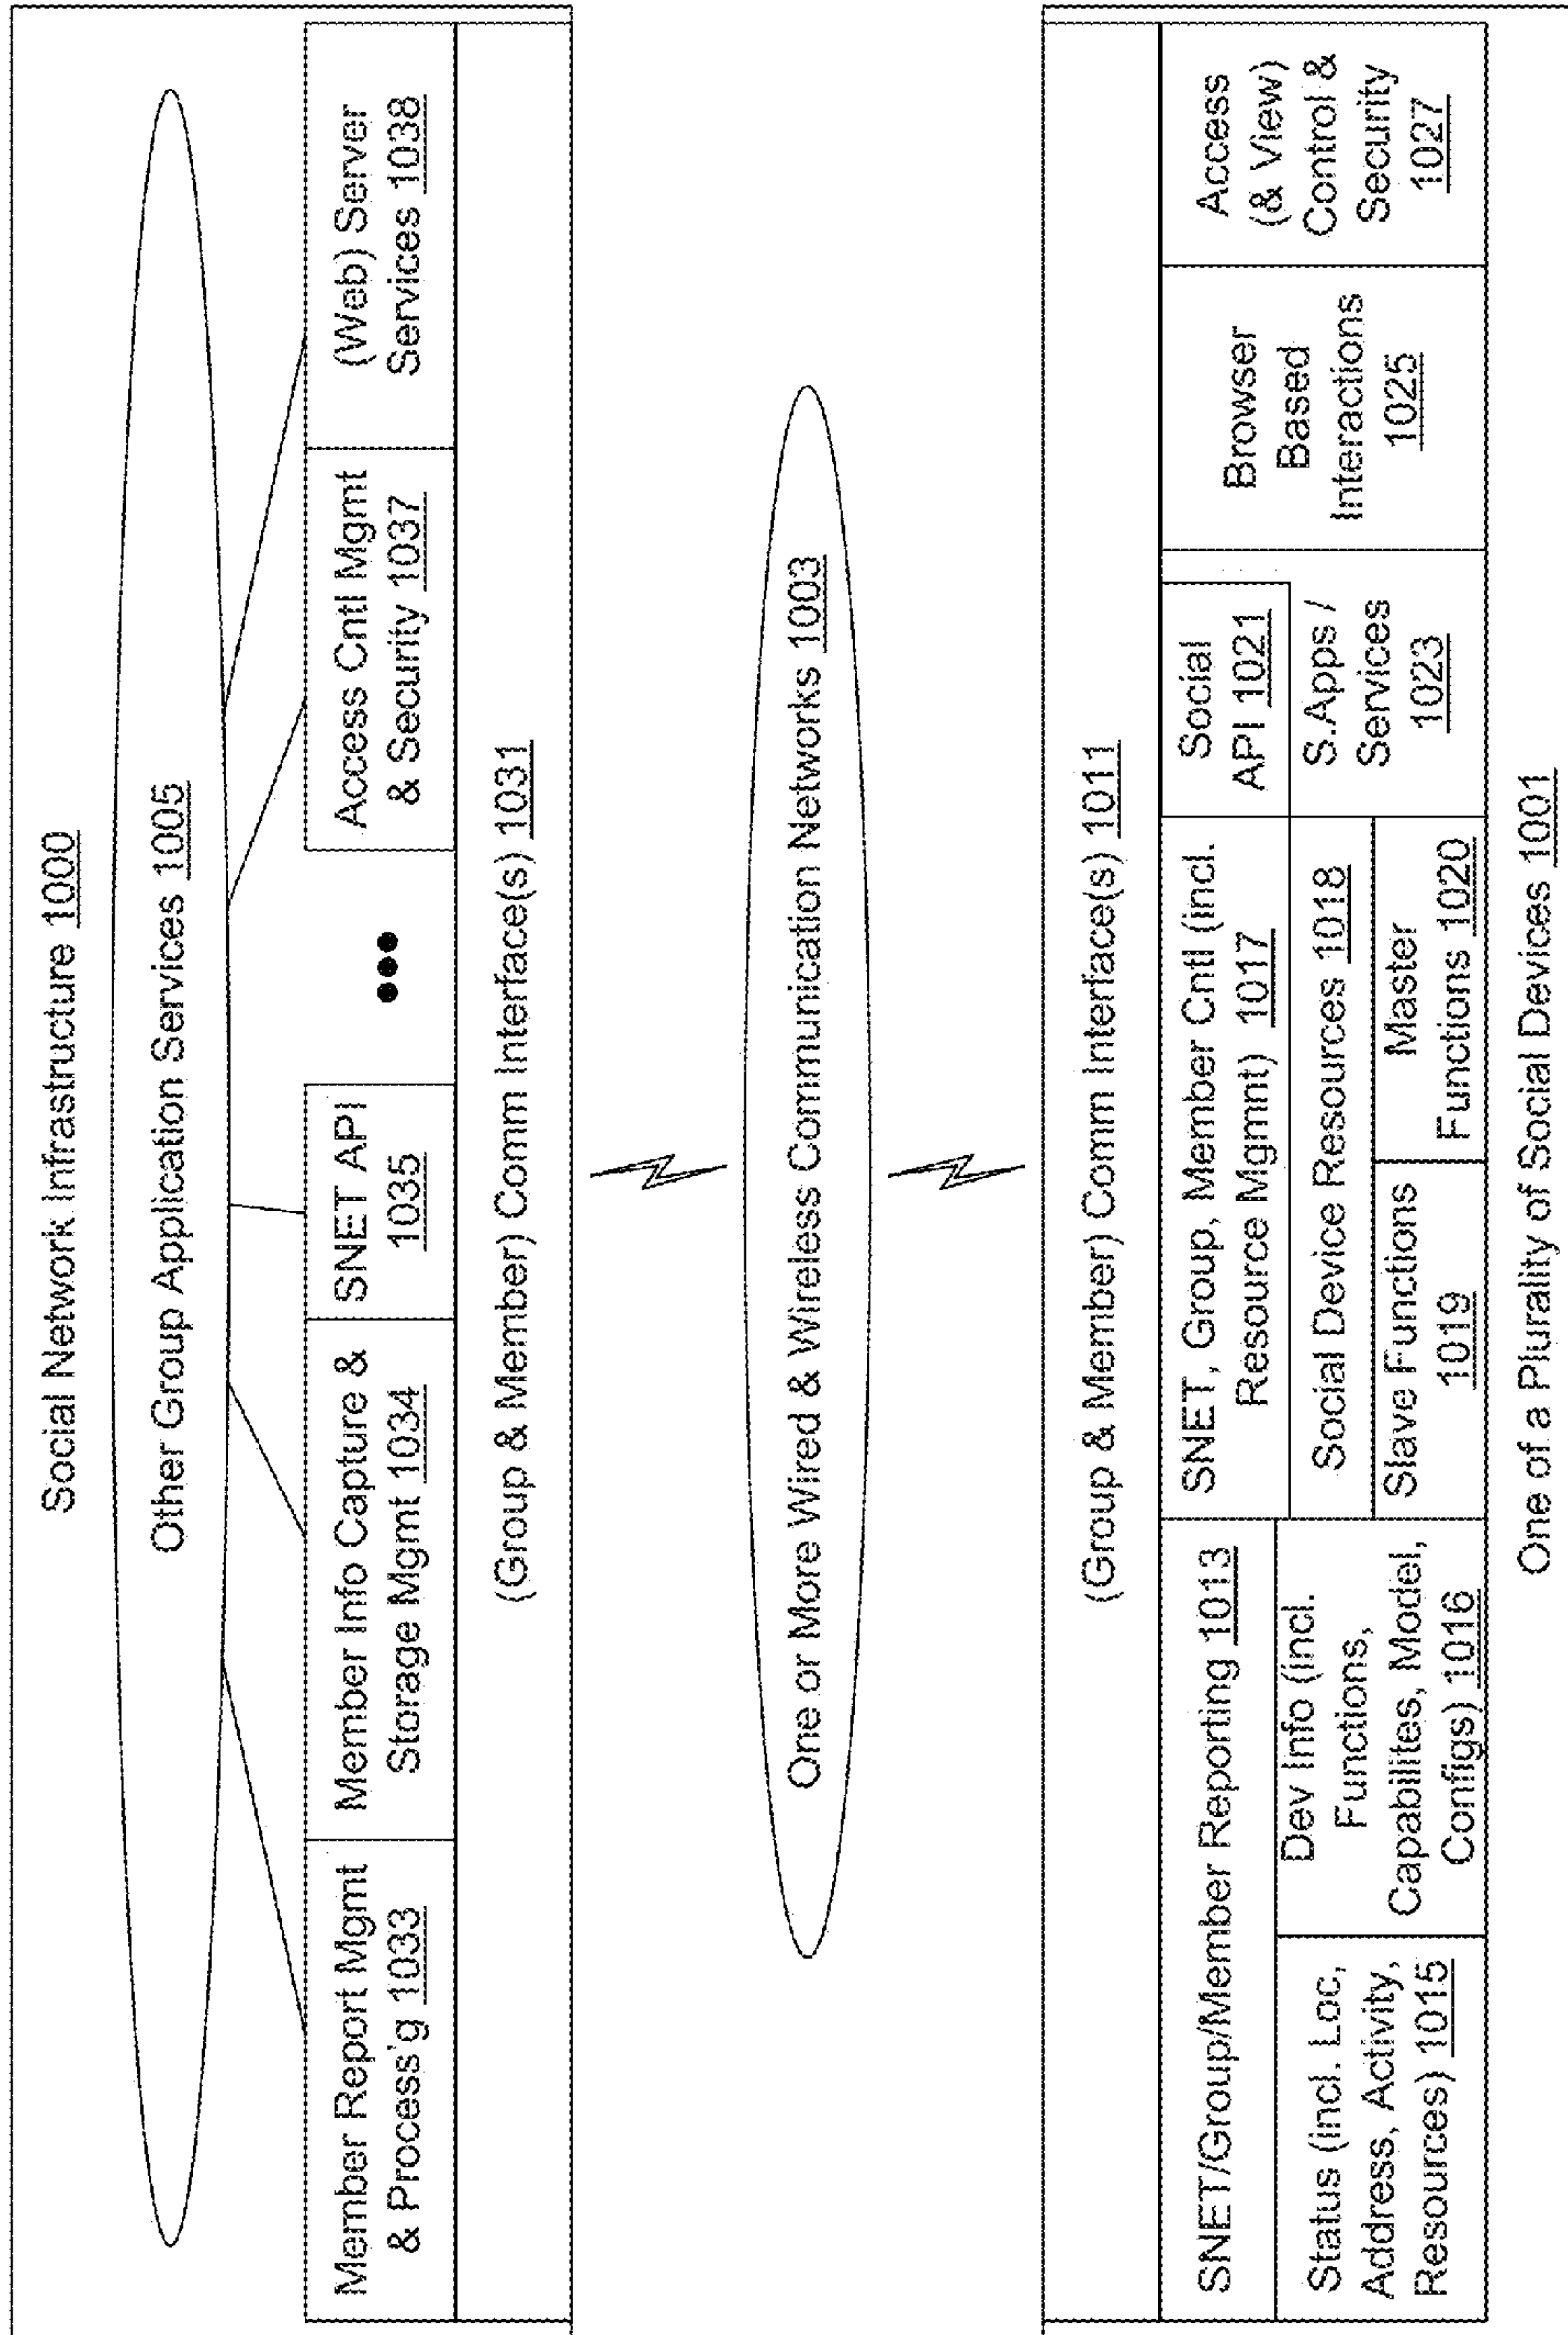 Social Network Infrastructure 1000
Other Group Application Services 1005
Member Report Mgmt
& Process'g 1033
Member Info Capture &
Storage Mgmt 1034
SNET API
1035
Access Cntl Mgmt
& Security 1037
(Web) Server
Services 1038
(Group & Member) Comm Interface(s) 1031
One or More Wired & Wireless Communication Networks 1003
(Group & Member) Comm Interface(s) 1011
SNET/Group/Member Reporting 1013
Status (incl. Loc,
Address, Activity,
Resources) 1015
Dev Info (incl.
Functions,
Capabilites, Model,
Configs) 1016
SNET, Group, Member Cntl (incl.
Resource Mgmnt) 1017
Social Device Resources 1018
Slave Functions
1019
Master
Functions 1020
Social
API 1021
S.Apps /
Services
1023
Browser
Based
Interactions
1025
Access
(& View)
Control &
Security
1027
One of a Plurality of Social Devices 1001